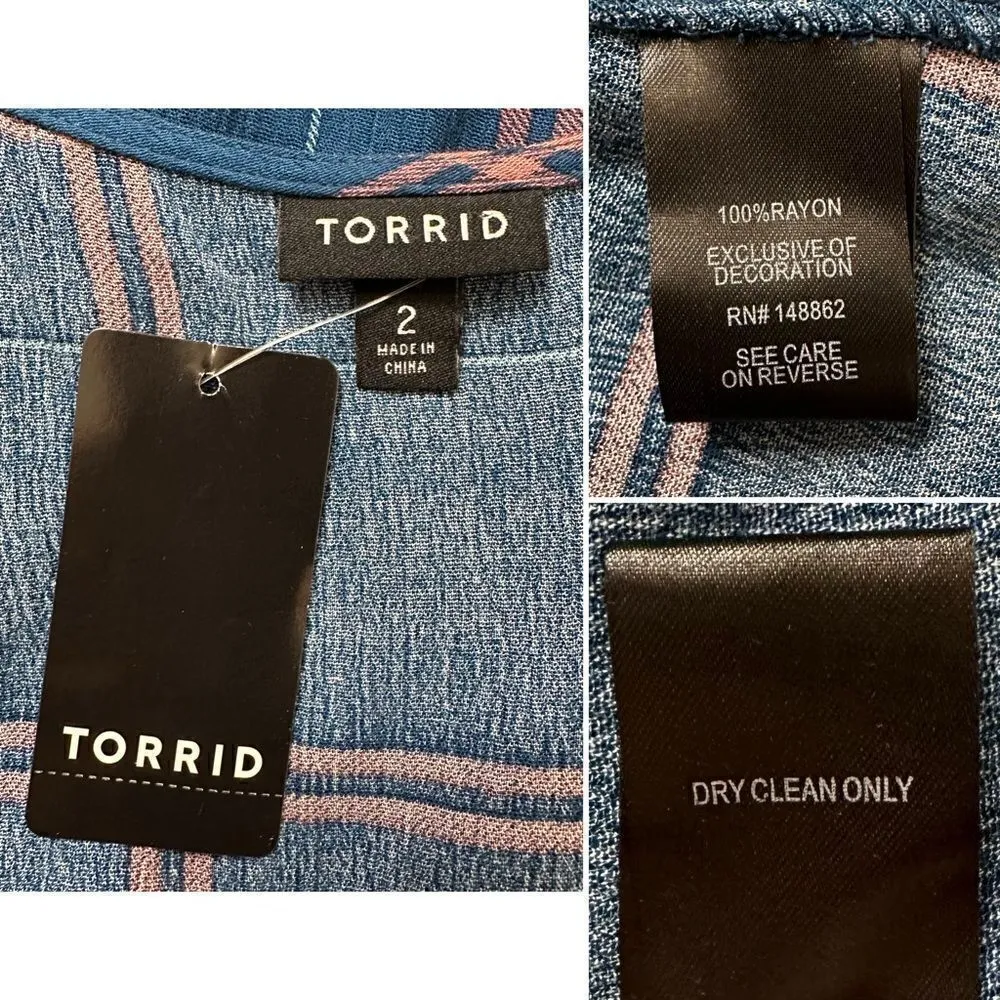 TORRID
2
MADE IN
CHINA
TORRID
100%RAYON
EXCLUSIVE OF
DECORATION
RN# 148862
SEE CARE
ON REVERSE
DRY CLEAN ONLY